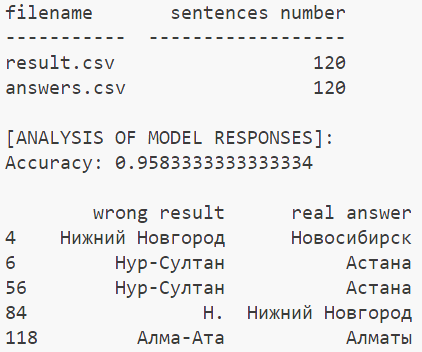 filename sentences number
----------- ------------------
result.csv 120
answers.csv 120
[ANALYSIS OF MODEL RESPONSES]:
Accuracy: 0.9583333333333334
wrong result real answer
4 Нижний Новгород Новосибирск
6 Нур-Султан Астана
56 Нур-Султан Астана
84 Н. Нижний Новгород
118 Алма-Ата Алматы